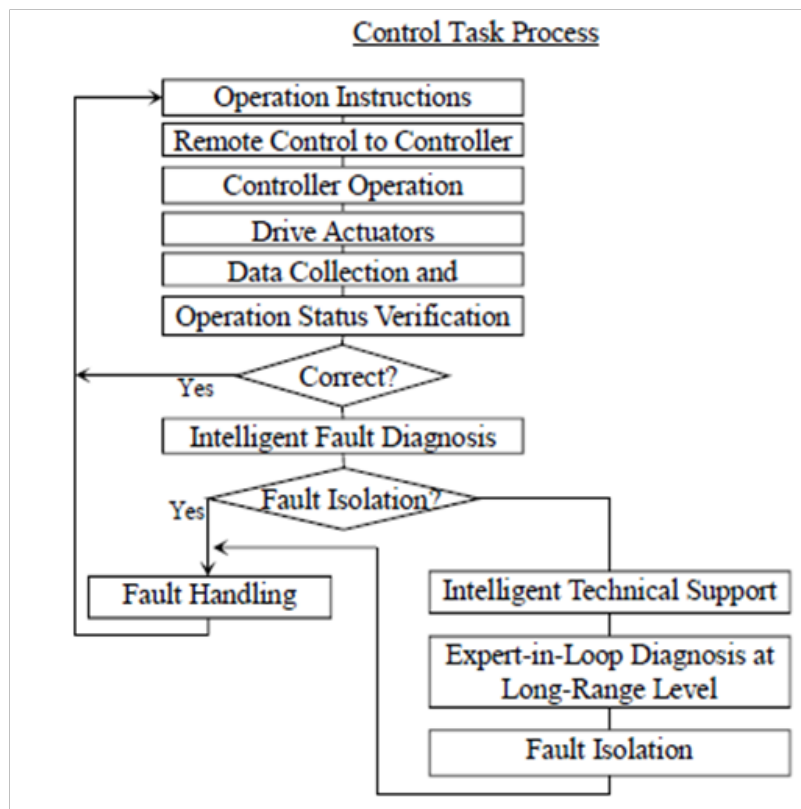 Control Task Process
Operation Instructions
Remote Control to Controller
Controller Operation
Drive Actuators
Data Collection and
Operation Status Verification
Correct?
Yes
Intelligent Fault Diagnosis
Fault Isolation?
Yes
Fault Handling
Intelligent Technical Support
Expert-in-Loop Diagnosis at
Long-Range Level
Fault Isolation